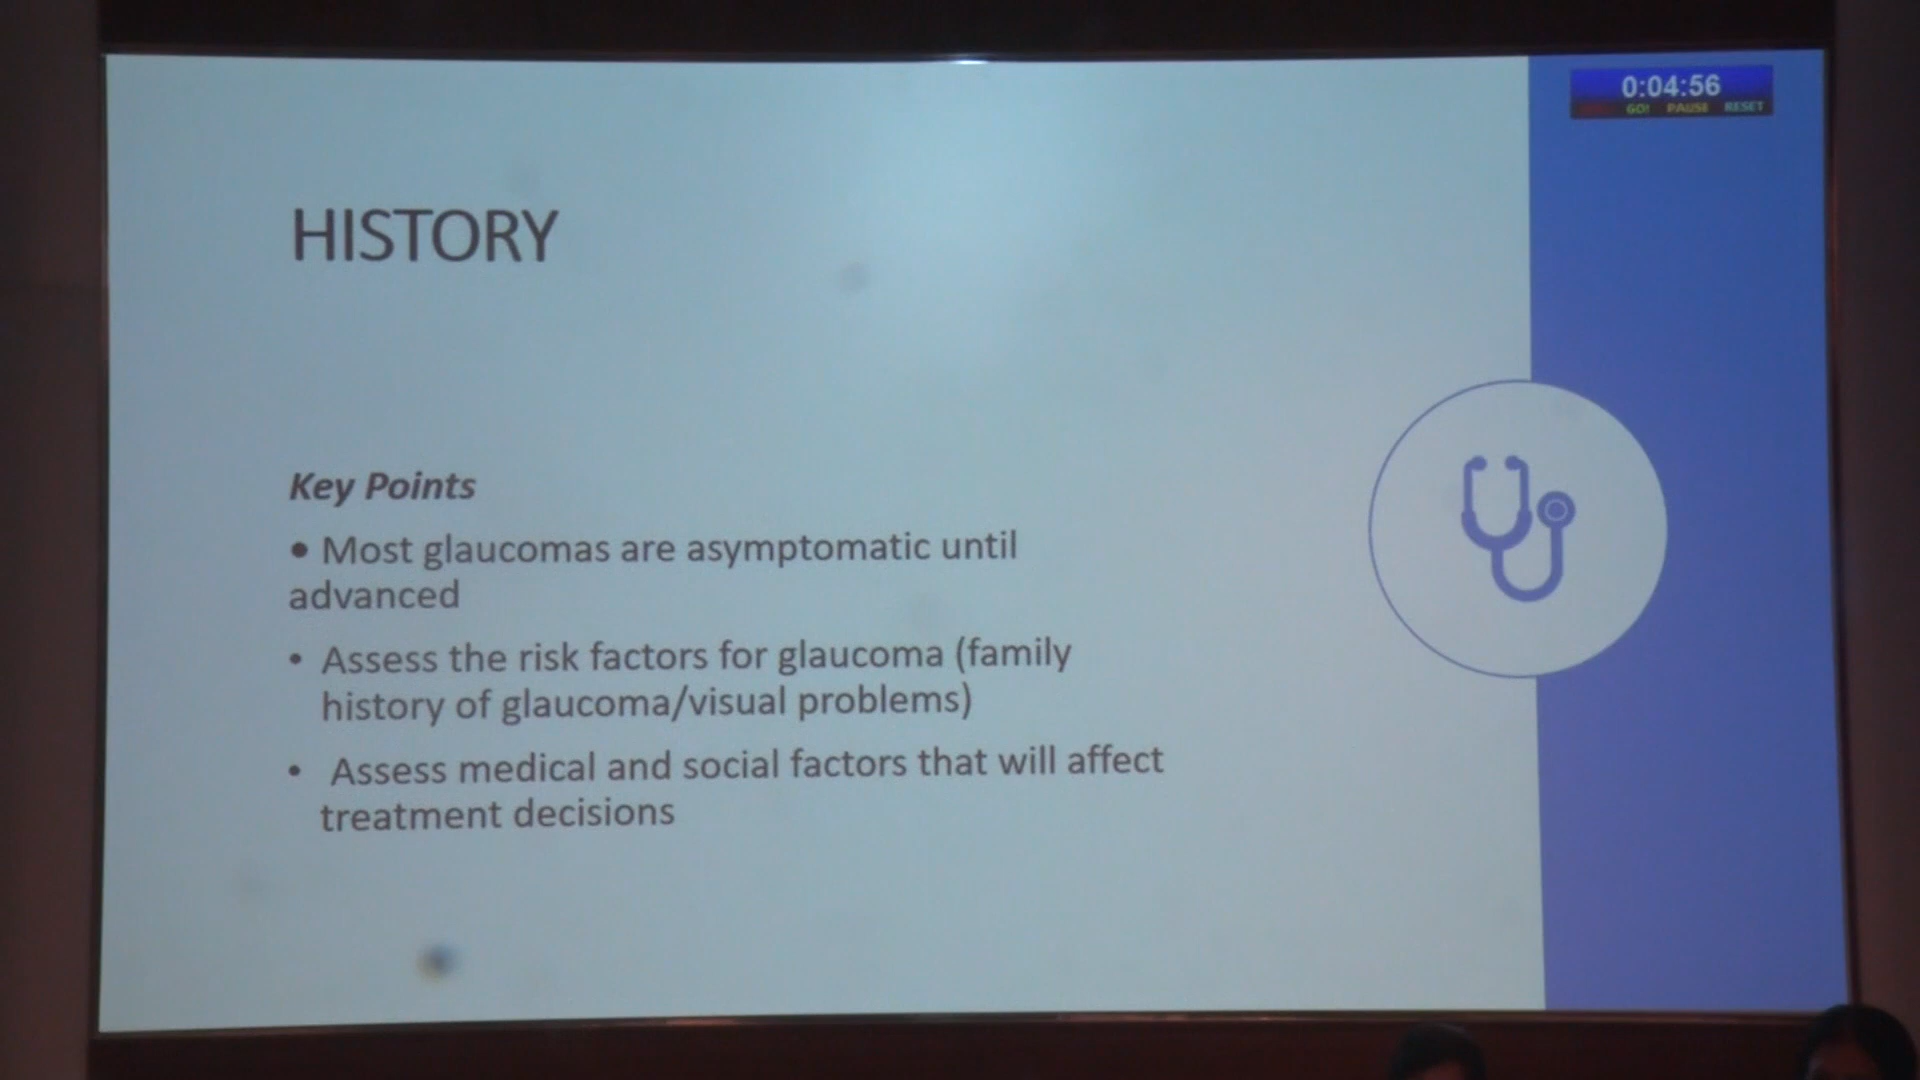 0:04:56
GO! PAUSE RESET
HISTORY
Key Points
• Most glaucomas are asymptomatic until
advanced
• Assess the risk factors for glaucoma (family
history of glaucoma/visual problems)
• Assess medical and social factors that will affect
treatment decisions